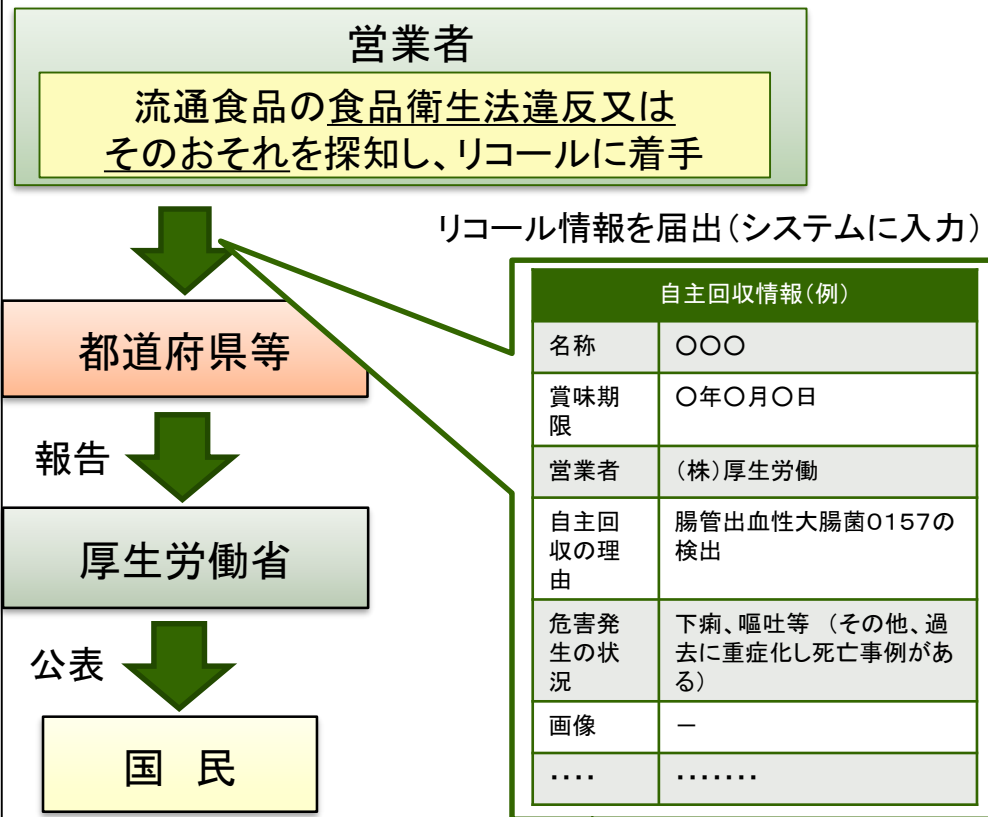 営業者
流通食品の食品衛生法違反又は
そのおそれを探知し、リコールに着手
リコール情報を届出(システムに入力)
都道府県等
報告
厚生労働省
公表
国 民
自主回収情報(例)
名称
〇〇〇
賞味期
限
〇年〇月〇日
営業者
(株)厚生労働
自主回
収の理
由
腸管出血性大腸菌O157の
検出
危害発
生の状
況
下痢、嘔吐等 (その他、過
去に重症化し死亡事例があ
る)
画像
－
‥‥
‥‥‥・